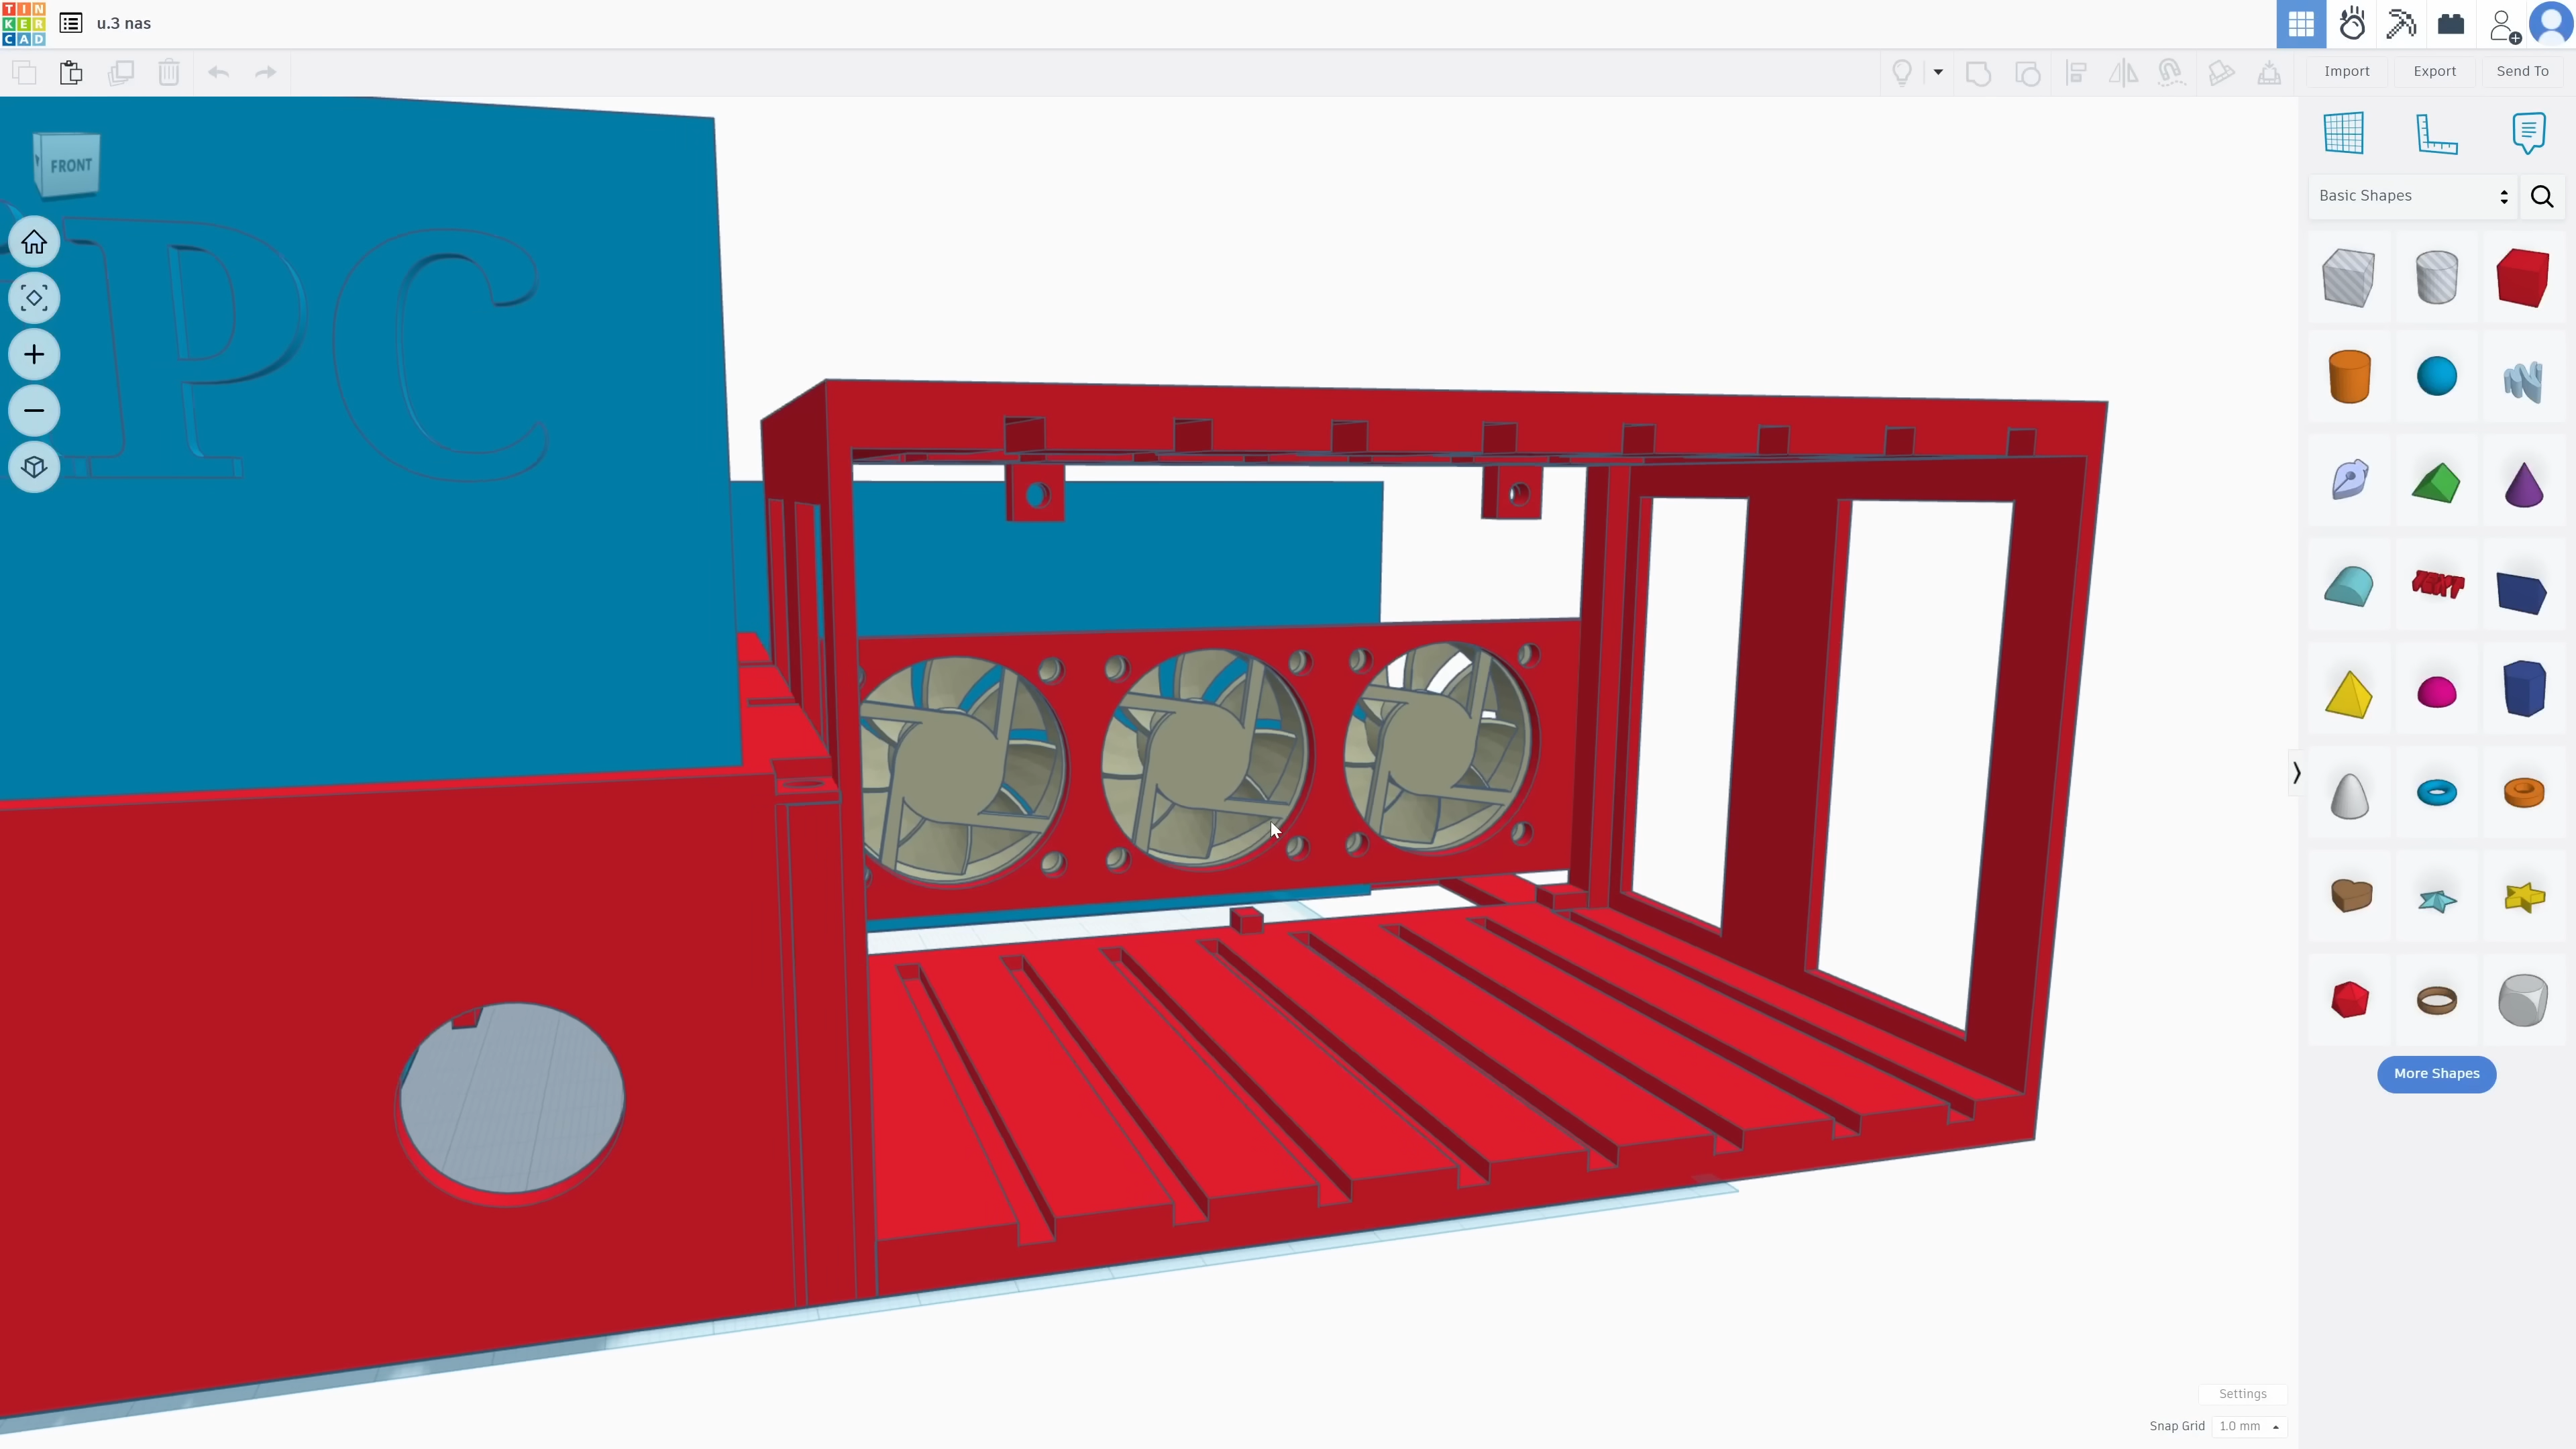 TIN
KER
CAD
u.3 nas
Import
Export
Send To
FRONT
PC
Basic Shapes
TEXT
More Shapes
Settings
Snap Grid
1.0 mm